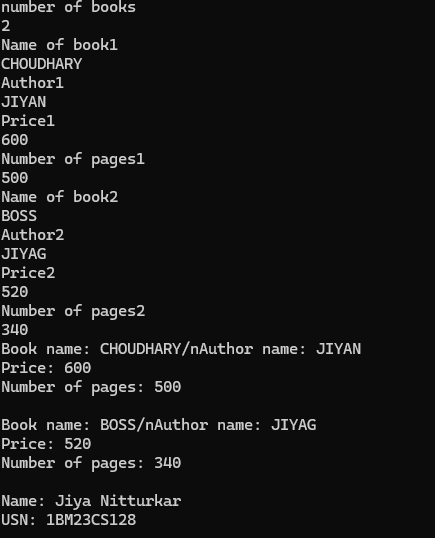 number of books
2
Name of book1
CHOUDHARY
Author1
JIYAN
Price1
600
Number of pages1
500
Name of book2
BOSS
Author2
JIYAG
Price2
520
Number of pages2
340
Book name: CHOUDHARY/nAuthor name: JIYAN
Price: 600
Number of pages: 500
Book name: BOSS/nAuthor name: JIYAG
Price: 520
Number of pages: 340
Name: Jiya Nitturkar
USN: 1BM23CS128